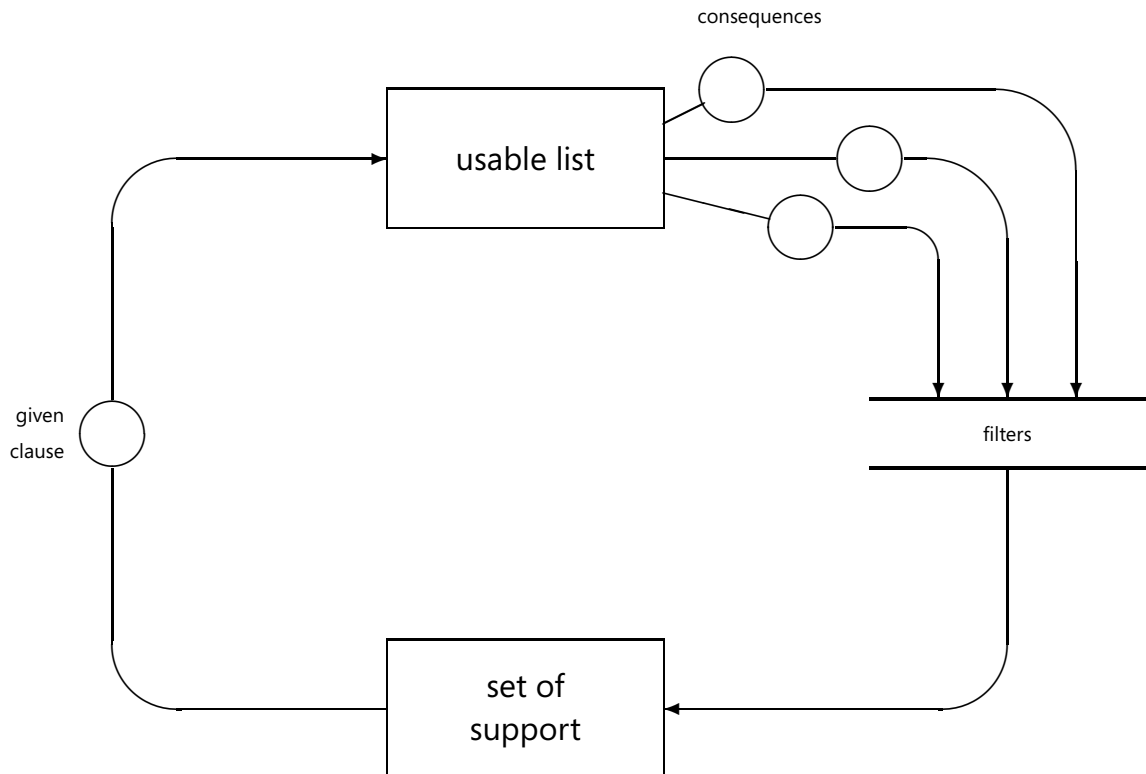 consequences
usable list
given
clause
filters
set of
support